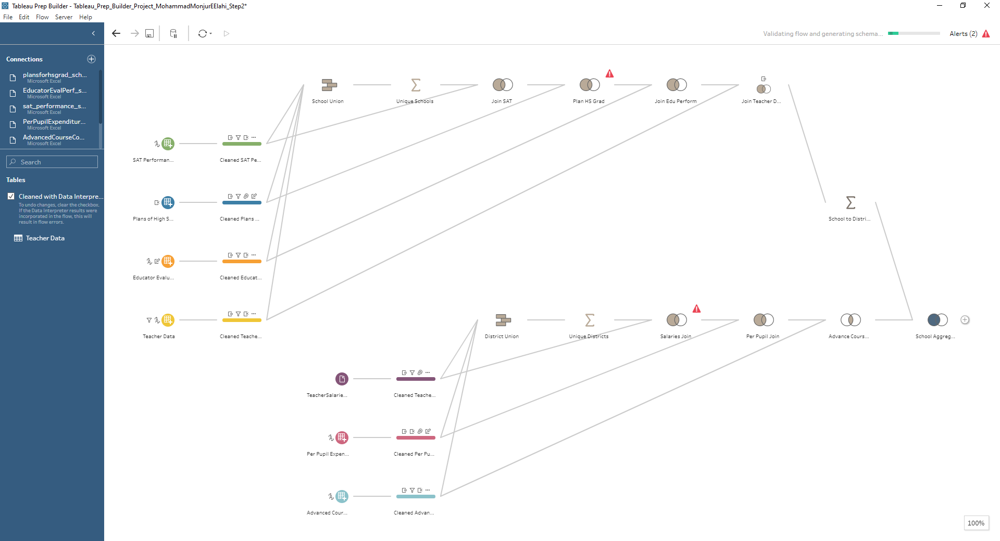 Tableau Prep Builder - Tableau_Prep_Builder_Project_MohammadMonjurEElahi_Step2*
File Edit Flow Server Help
Validating flow and generating schema...
Alerts (2)
Connections
plansforhsgrad_sch...
Microsoft Excel
EducatorEvalPerf_s...
Microsoft Excel
sat_performance_s...
Microsoft Excel
PerPupilExpenditur...
Microsoft Excel
AdvancedCourseCo...
Microsoft Excel
Search
Tables
Cleaned with Data Interpre...
To undo changes, clear the checkbox.
If the Data Interpreter results were
incorporated in the flow, this will
result in flow errors.
Teacher Data
School Union
Unique Schools
Join SAT
Plan HS Grad
Join Edu Perform
Join Teacher D...
SAT Performan...
Cleaned SAT Pe...
Plans of High S...
Cleaned Plans ...
School to Distri...
Educator Evalu...
Cleaned Educat...
Teacher Data
Cleaned Teache...
District Union
Unique Districts
Salaries Join
Per Pupil Join
Advance Cours...
School Aggreg...
TeacherSalarie...
Cleaned Teache...
Per Pupil Expen...
Cleaned Per Pu...
Advanced Cour...
Cleaned Advan...
100%